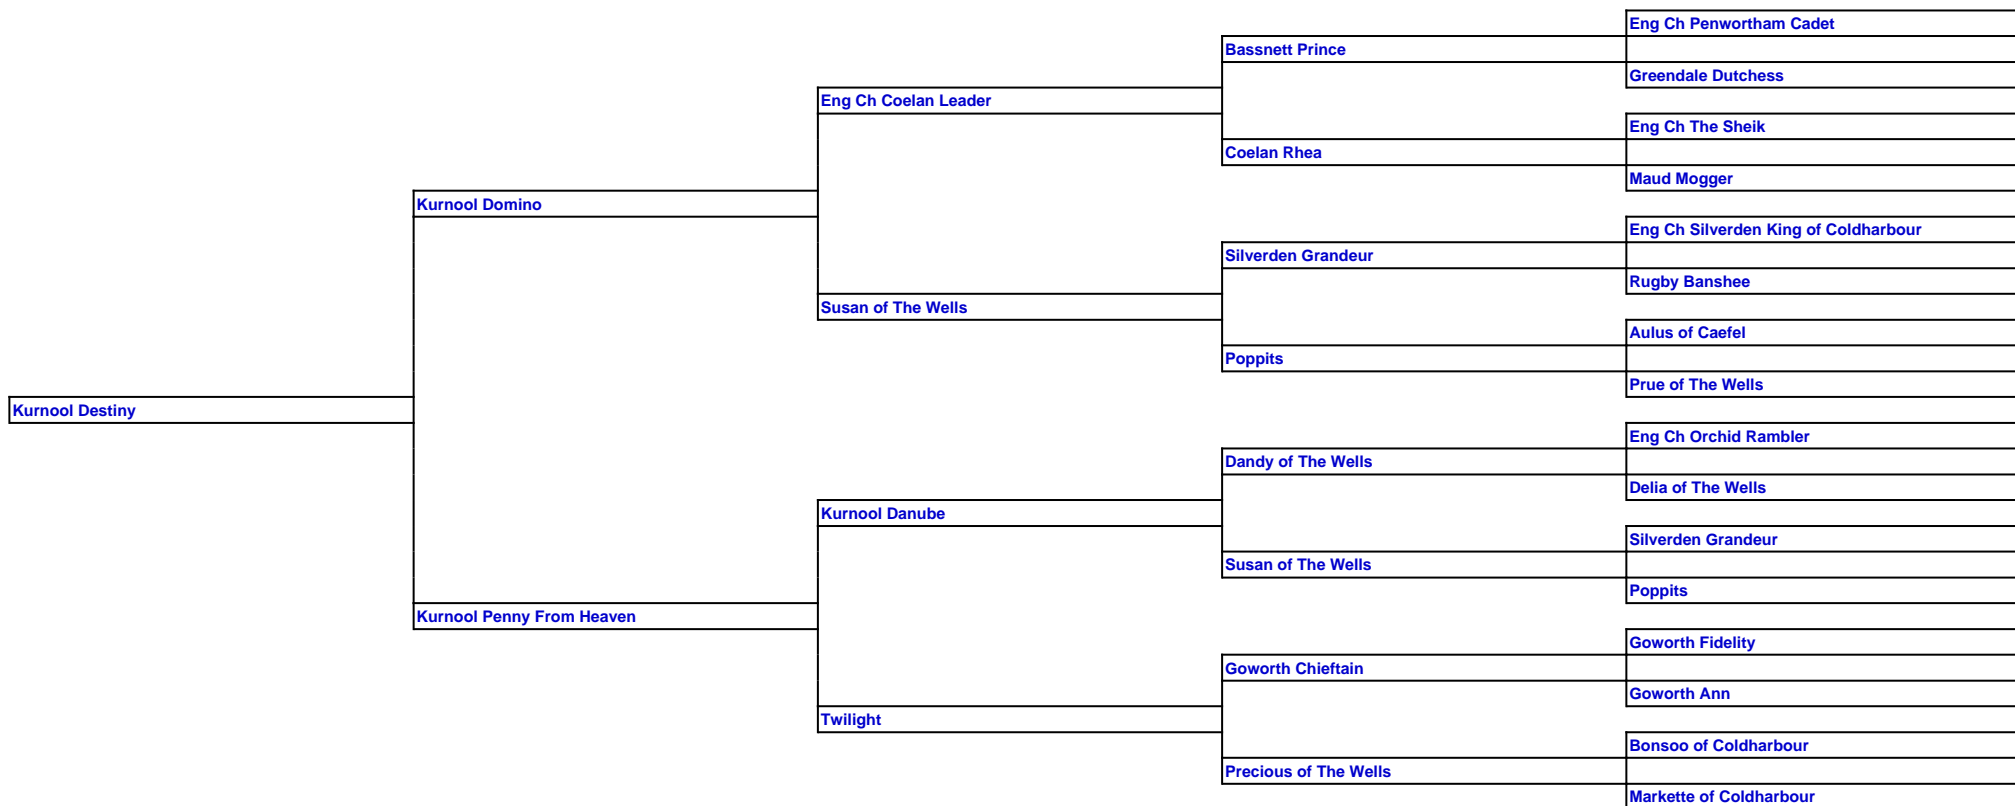 Eng Ch Penwortham Cadet
Bassnett Prince
Greendale Dutchess
Eng Ch Coelan Leader
Eng Ch The Sheik
Coelan Rhea
Maud Mogger
Kurnool Domino
Eng Ch Silverden King of Coldharbour
Silverden Grandeur
Rugby Banshee
Susan of The Wells
Aulus of Caefel
Poppits
Prue of The Wells
Kurnool Destiny
Eng Ch Orchid Rambler
Dandy of The Wells
Delia of The Wells
Kurnool Danube
Silverden Grandeur
Susan of The Wells
Poppits
Kurnool Penny From Heaven
Goworth Fidelity
Goworth Chieftain
Goworth Ann
Twilight
Bonsoo of Coldharbour
Precious of The Wells
Markette of Coldharbour